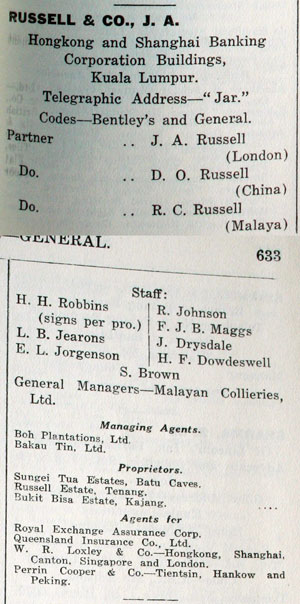 RUSSELL & CO., J. A.
Hongkong and Shanghai Banking
Corporation Buildings,
Kuala Lumpur.
Telegraphic Address—"Jar."
Codes—Bentley's and General.
Partner .. J. A. Russell
(London)
Do. .. D. O. Russell
(China)
Do. .. R. C. Russell
(Malaya)
GENERAL.
633
Staff:
H. H. Robbins
(signs per pro.)
L. B. Jearons
E. L. Jorgenson
R. Johnson
F. J. B. Maggs
J. Drysdale
H. F. Dowdeswell
S. Brown
General Managers—Malayan Collieries,
Ltd.
Managing Agents.
Boh Plantations, Ltd.
Bakau Tin, Ltd.
Proprietors.
Sungei Tua Estates, Batu Caves.
Russell Estate, Tenang.
Bukit Bisa Estate, Kajang.
Agents for
Royal Exchange Assurance Corp.
Queensland Insurance Co., Ltd.
W. R. Loxley & Co.—Hongkong, Shanghai,
Canton, Singapore and London.
Perrin Cooper & Co.—Tientsin, Hankow and
Peking.